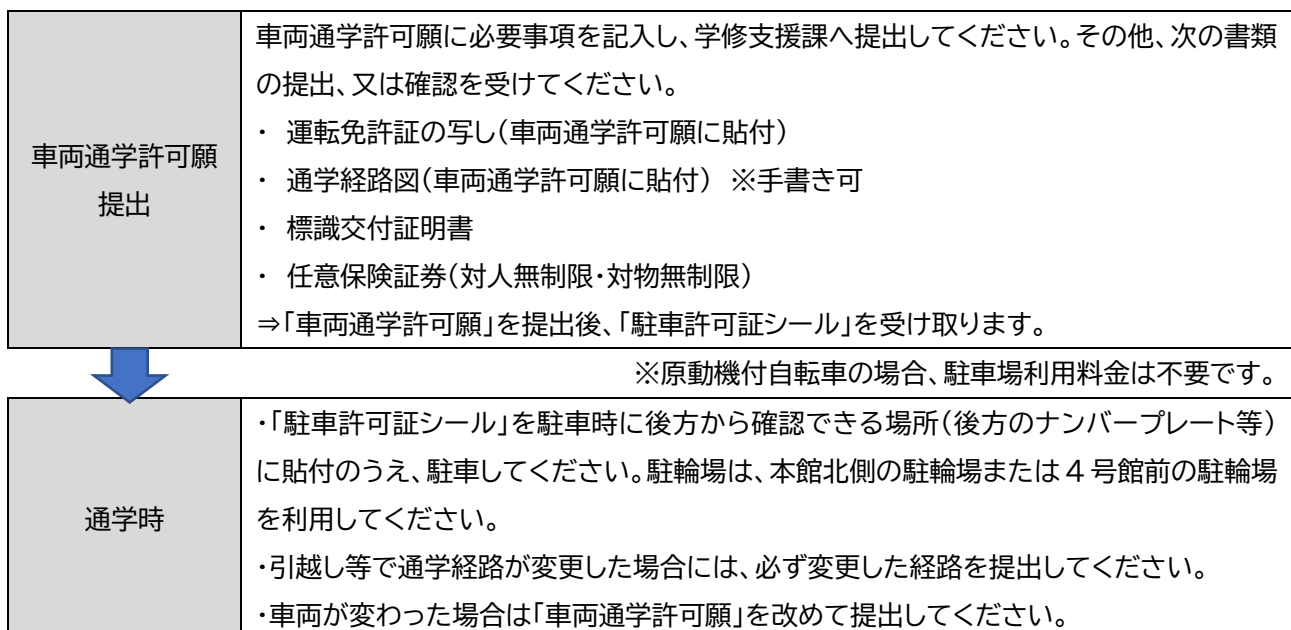 車両通学許可願
提出
車両通学許可願に必要事項を記入し、学修支援課へ提出してください。その他、次の書類
の提出、又は確認を受けてください。
・ 運転免許証の写し(車両通学許可願に貼付)
・ 通学経路図(車両通学許可願に貼付) ※手書き可
・ 標識交付証明書
・ 任意保険証券(対人無制限・対物無制限)
⇒「車両通学許可願」を提出後、「駐車許可証シール」を受け取ります。
※原動機付自転車の場合、駐車場利用料金は不要です。
通学時
・「駐車許可証シール」を駐車時に後方から確認できる場所(後方のナンバープレート等)
に貼付のうえ、駐車してください。駐輪場は、本館北側の駐輪場または4号館前の駐輪場
を利用してください。
・引越し等で通学経路が変更した場合には、必ず変更した経路を提出してください。
・車両が変わった場合は「車両通学許可願」を改めて提出してください。